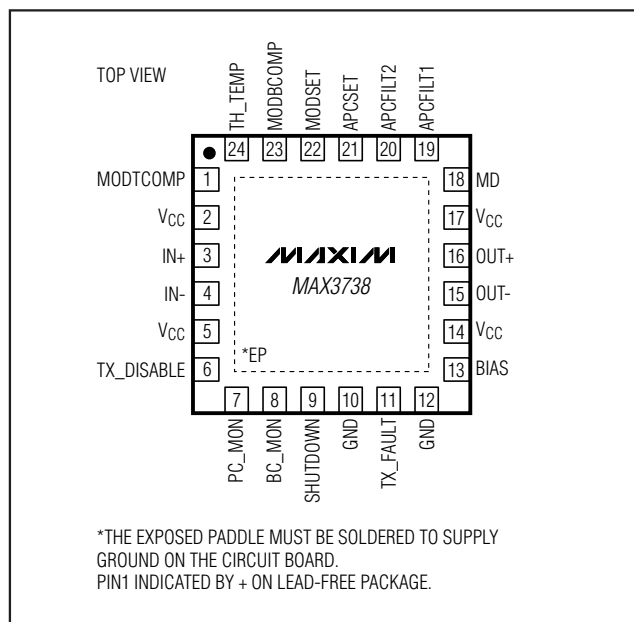 TOP VIEW
TH_TEMP
MODBCOMP
MODSET
APCSET
APCFILT2
APCFILT1
24
23
22
21
20
19
MODTCOMP 1
VCC 2
IN+ 3
IN- 4
VCC 5
TX_DISABLE 6
18 MD
17 VCC
16 OUT+
15 OUT-
14 VCC
13 BIAS
MAXIM
MAX3738
*EP
7
8
9
10
11
12
PC_MON
BC_MON
SHUTDOWN
GND
TX_FAULT
GND
*THE EXPOSED PADDLE MUST BE SOLDERED TO SUPPLY
GROUND ON THE CIRCUIT BOARD.
PIN1 INDICATED BY + ON LEAD-FREE PACKAGE.